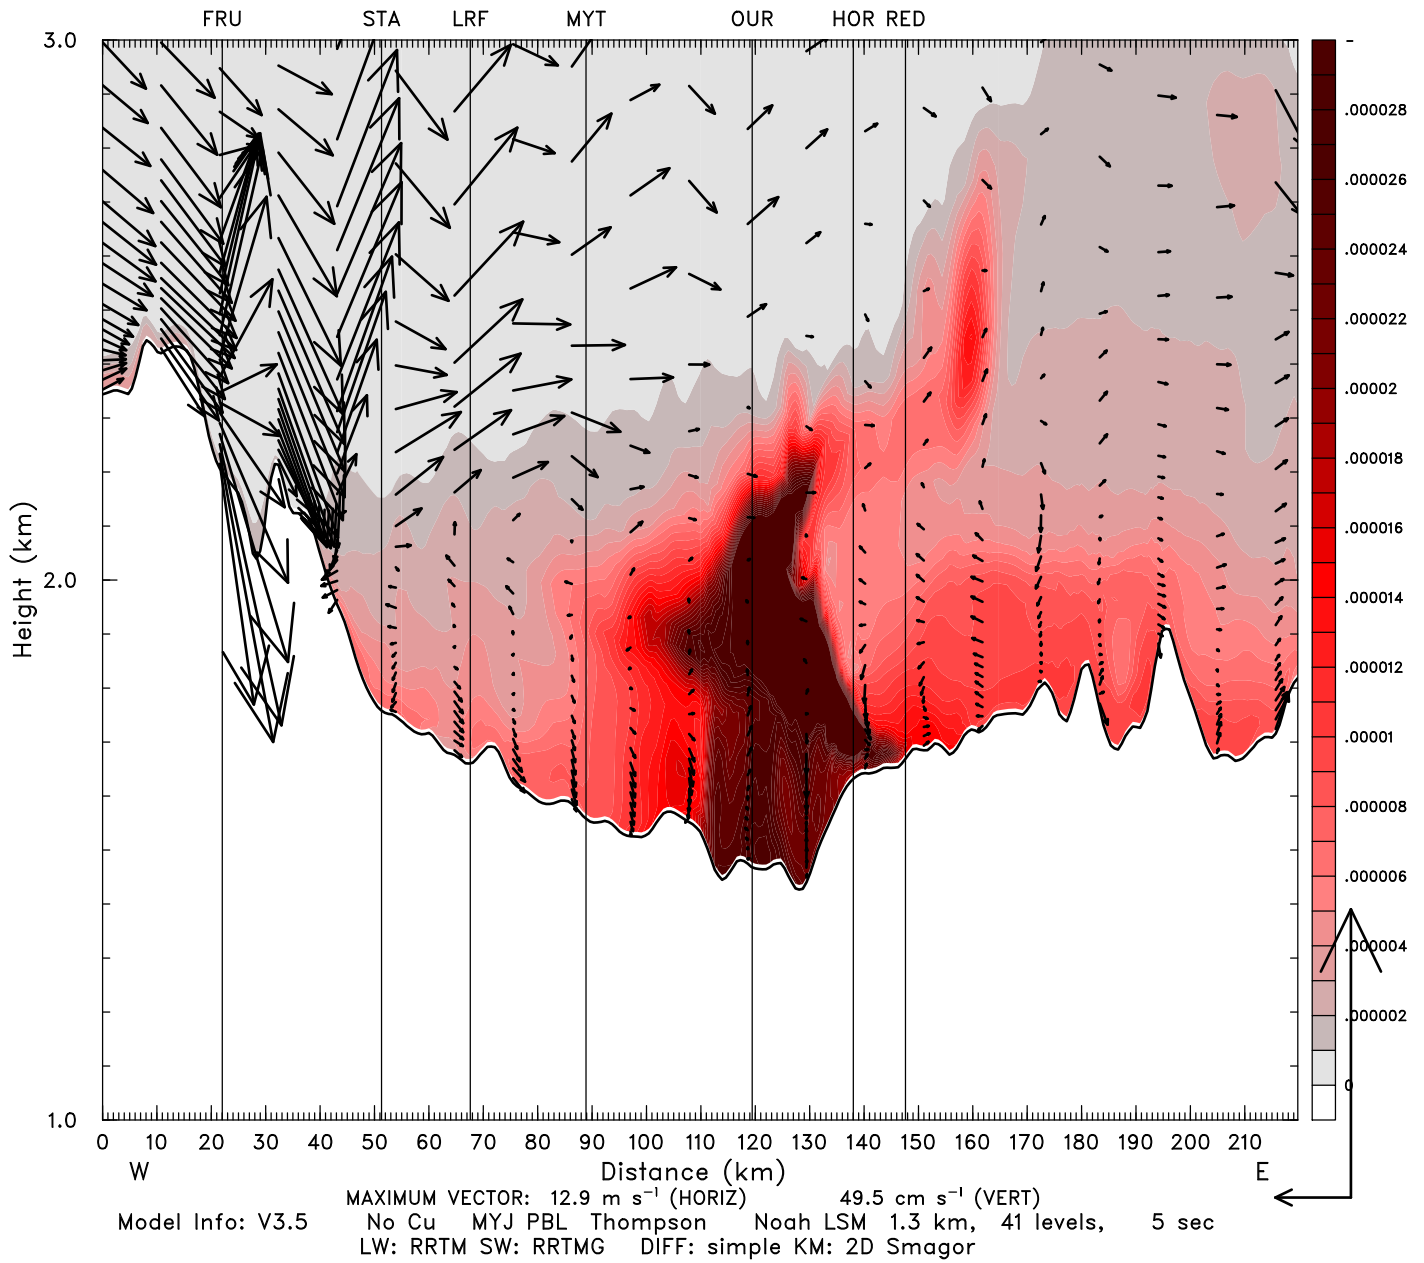 FRU STA LRF MYT OUR HOR RED
3.0
2.0
1.0
Height (km)
.000028
.000026
.000024
.000022
.00002
.000018
.000016
.000014
.000012
.00001
.000008
.000006
.000004
.000002
0
0 10 20 30 40 50 60 70 80 90 100 110 120 130 140 150 160 170 180 190 200 210
W Distance (km) E
MAXIMUM VECTOR: 12.9 m s⁻¹ (HORIZ) 49.5 cm s⁻¹ (VERT)
Model Info: V3.5 No Cu MYJ PBL Thompson Noah LSM 1.3 km, 41 levels, 5 sec
LW: RRTM SW: RRTMG DIFF: simple KM: 2D Smagor